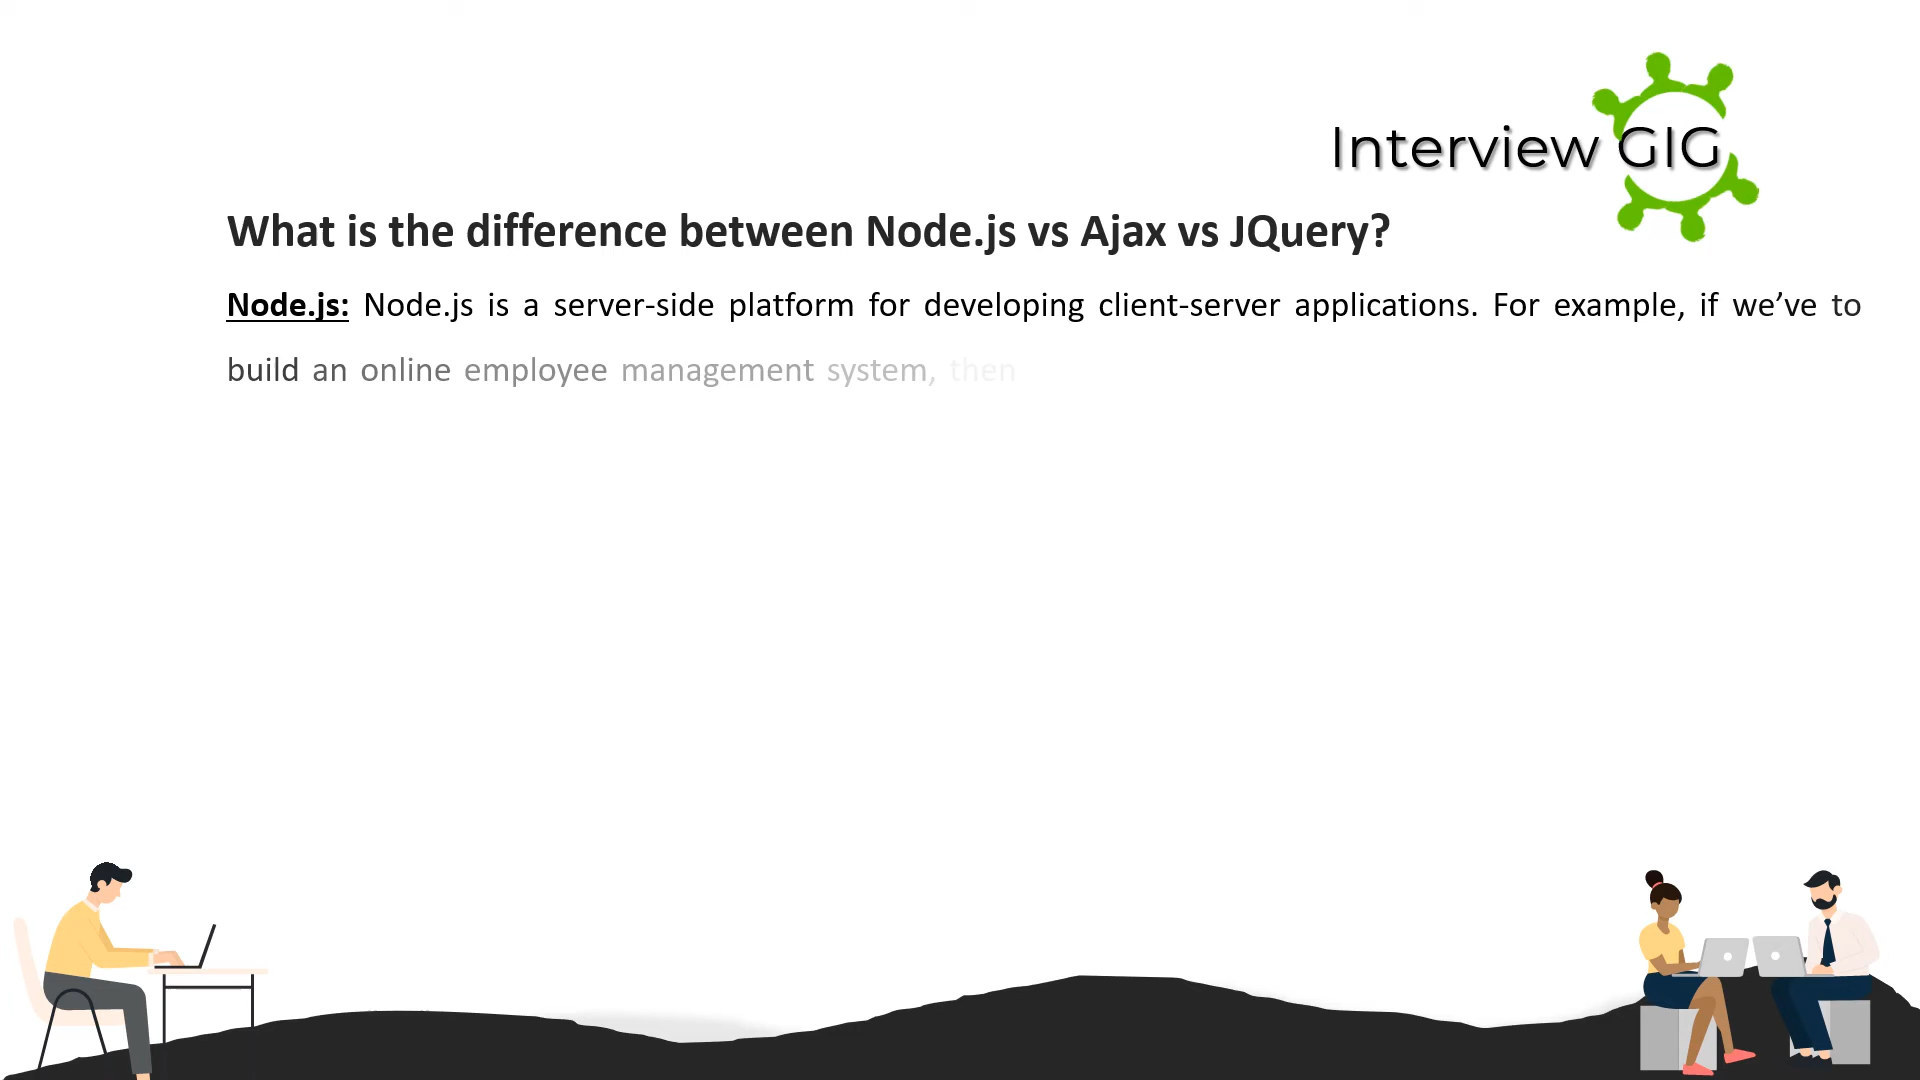 Interview GIG
What is the difference between Node.js vs Ajax vs JQuery?
Node.js: Node.js is a server-side platform for developing client-server applications. For example, if we’ve to
build an online employee management system, then